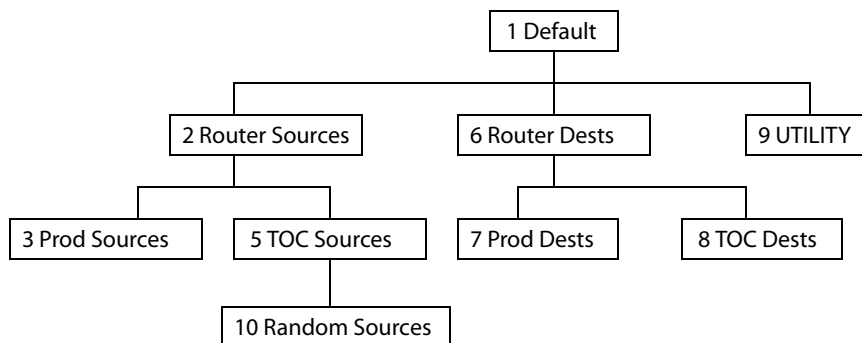 1 Default
2 Router Sources
6 Router Dests
9 UTILITY
3 Prod Sources
5 TOC Sources
7 Prod Dests
8 TOC Dests
10 Random Sources